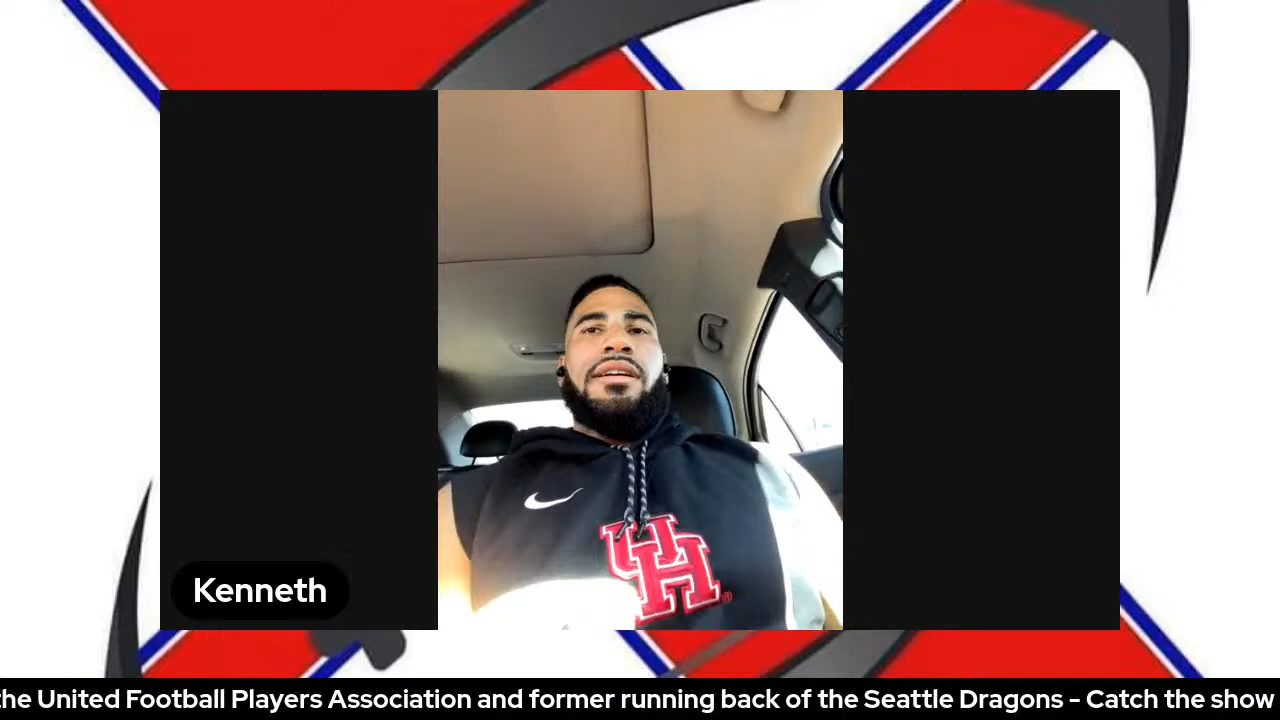 UH
®
Kenneth
the United Football Players Association and former running back of the Seattle Dragons - Catch the show